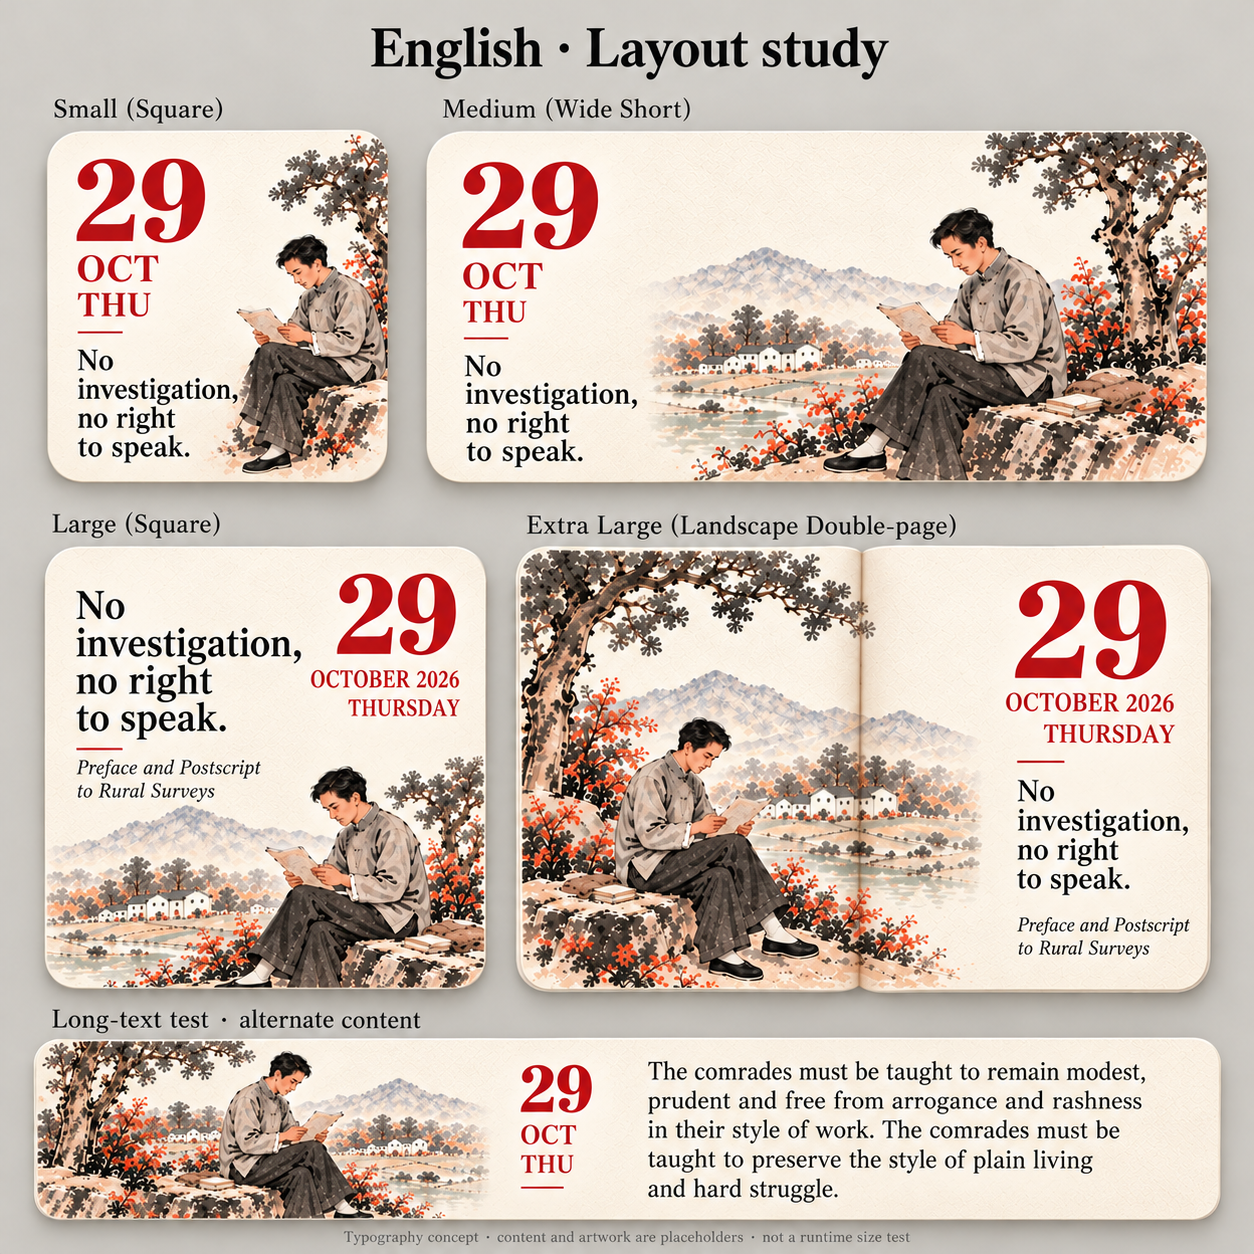 English · Layout study
Small (Square)
29
OCT
THU
No
investigation,
no right
to speak.
Medium (Wide Short)
29
OCT
THU
No
investigation,
no right
to speak.
Large (Square)
No
investigation,
no right
to speak.
Preface and Postscript
to Rural Surveys
29
OCTOBER 2026
THURSDAY
Extra Large (Landscape Double-page)
29
OCTOBER 2026
THURSDAY
No
investigation,
no right
to speak.
Preface and Postscript
to Rural Surveys
Long-text test · alternate content
29
OCT
THU
The comrades must be taught to remain modest,
prudent and free from arrogance and rashness
in their style of work. The comrades must be
taught to preserve the style of plain living
and hard struggle.
Typography concept · content and artwork are placeholders · not a runtime size test